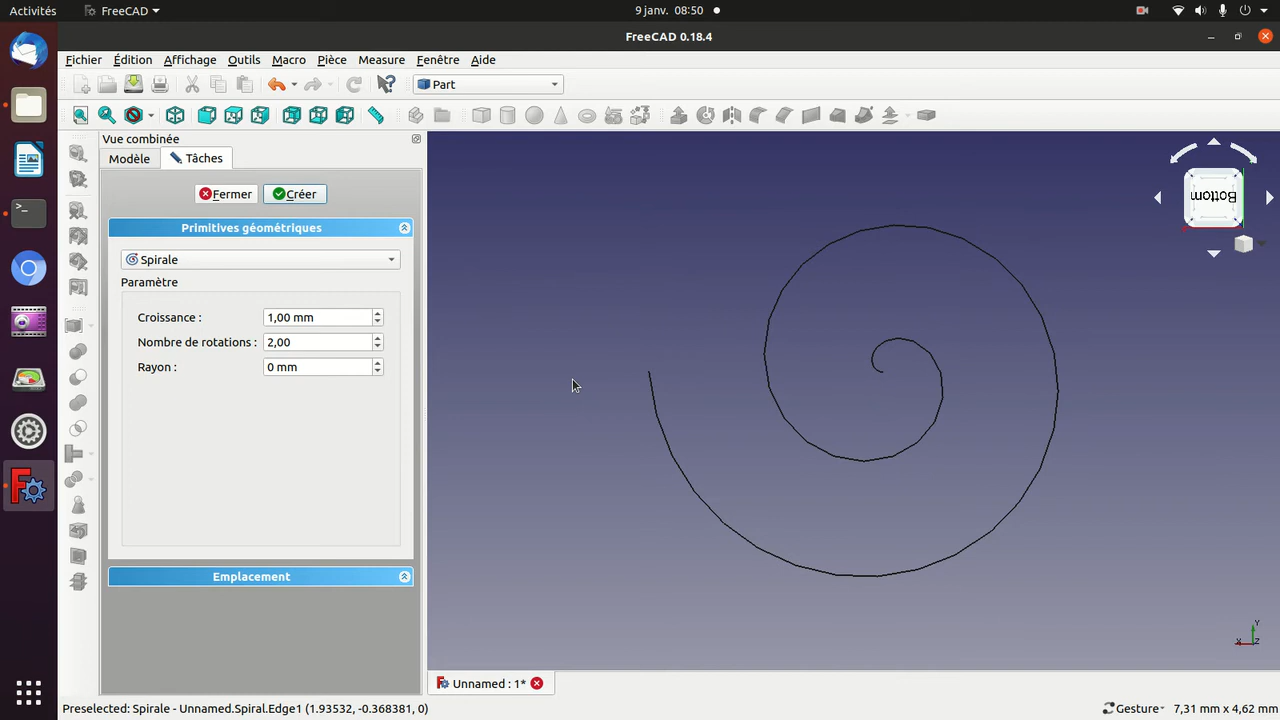 Activités FreeCAD 9 janv. 08:50
FreeCAD 0.18.4
Fichier Édition Affichage Outils Macro Pièce Mesure Fenêtre Aide
Part
Vue combinée
Modèle Tâches
Fermer Créer
Primitives géométriques
Spirale
Paramètre
Croissance : 1,00 mm
Nombre de rotations : 2,00
Rayon : 0 mm
Emplacement
Bottom
Y
X Z
Unnamed : 1*
Preselected: Spirale - Unnamed.Spiral.Edge1 (1.93532, -0.368381, 0) Gesture 7,31 mm x 4,62 mm